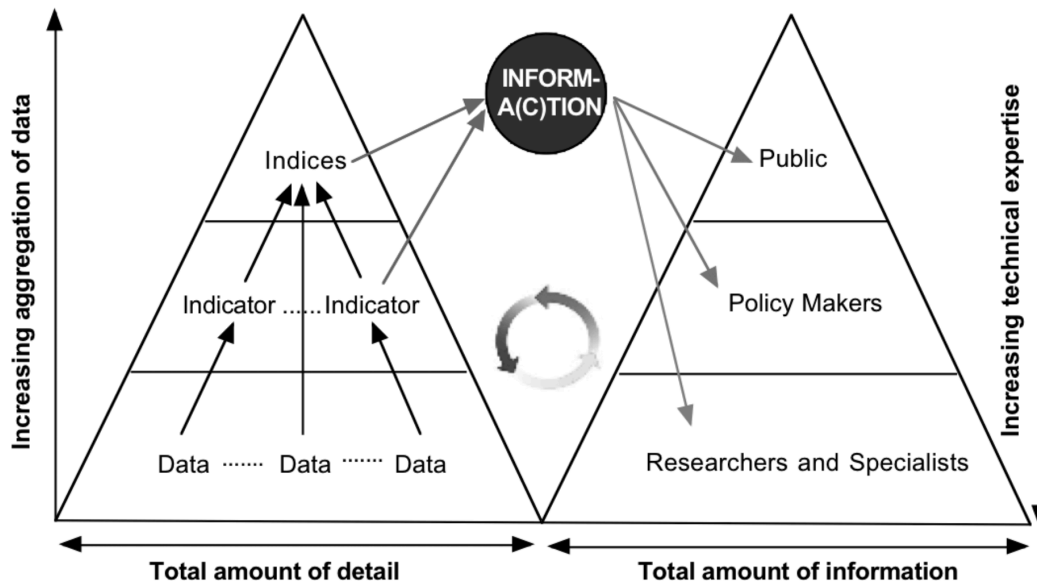 Increasing aggregation of data
INFORM-
A(C)TION
Indices
Public
Indicator ...... Indicator
Policy Makers
Data ....... Data ....... Data
Researchers and Specialists
Increasing technical expertise
Total amount of detail
Total amount of information